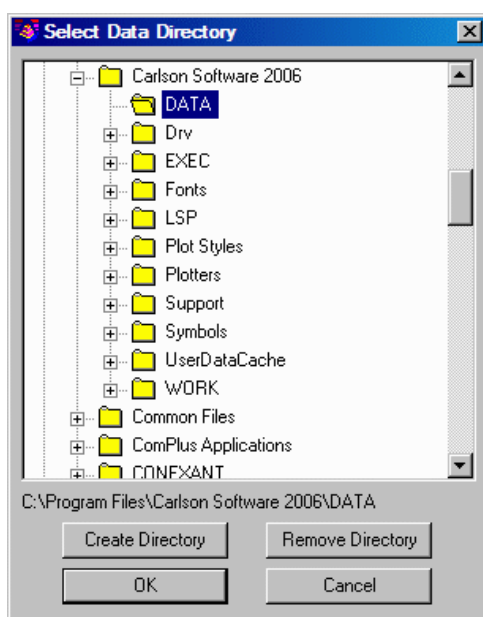 Select Data Directory
Carlson Software 2006
DATA
Drv
EXEC
Fonts
LSP
Plot Styles
Plotters
Support
Symbols
UserDataCache
WORK
Common Files
ComPlus Applications
CONEXANT
C:\Program Files\Carlson Software 2006\DATA
Create Directory Remove Directory
OK Cancel